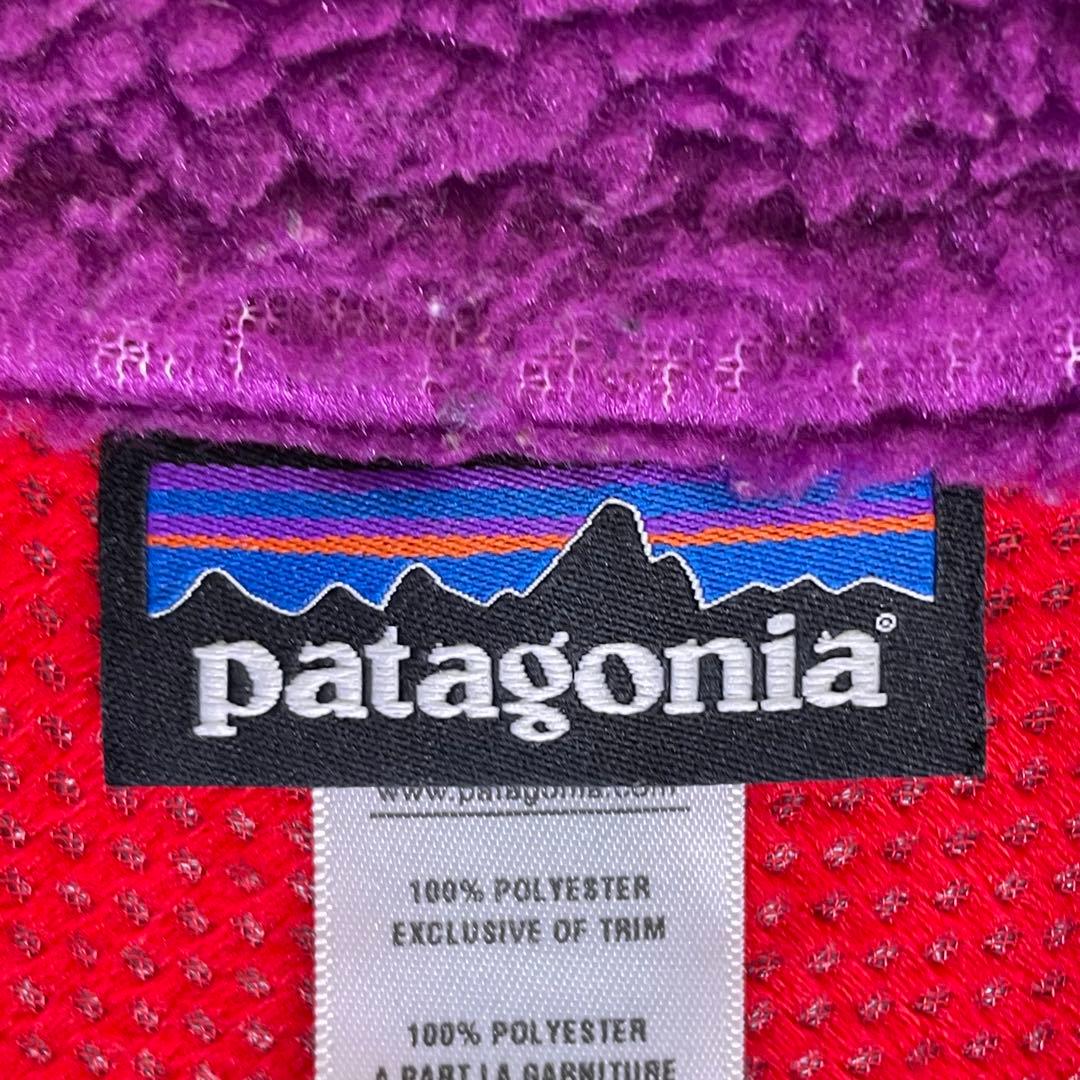 patagonia®
www.patagonia.com
100% POLYESTER
EXCLUSIVE OF TRIM
100% POLYESTER
A PART LA GARNITURE